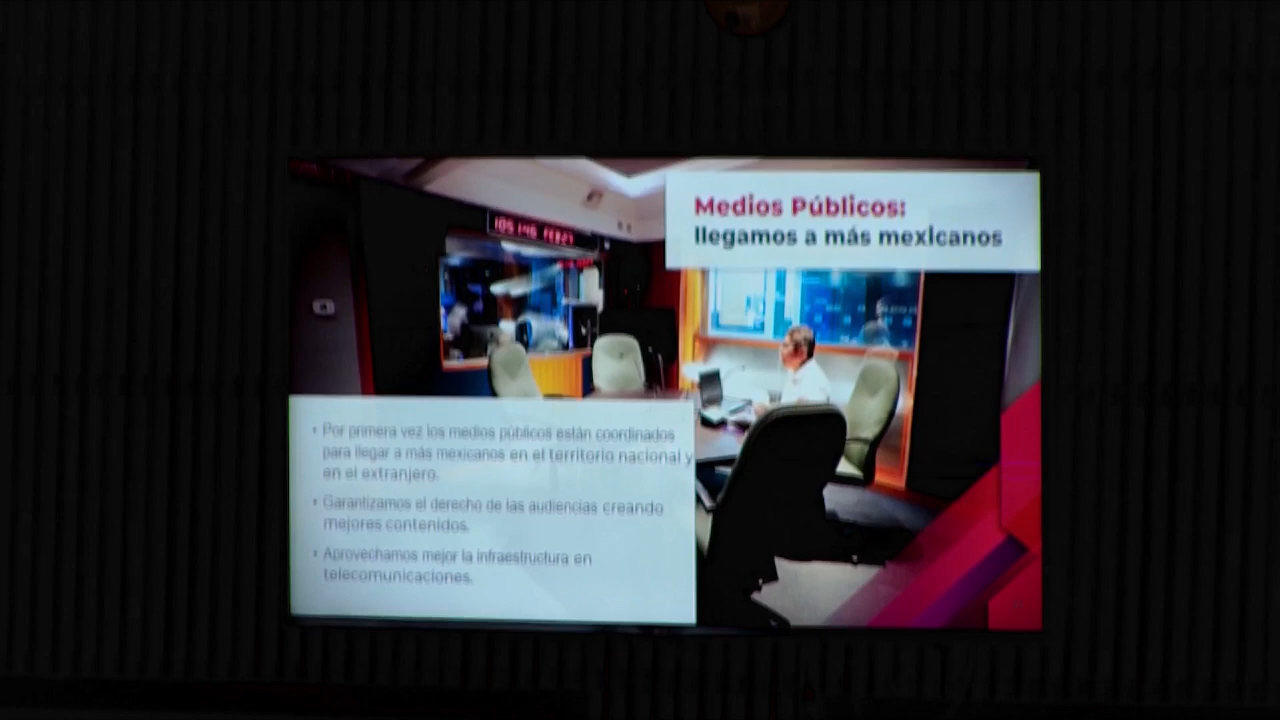 Medios Públicos:
llegamos a más mexicanos
• Por primera vez los medios públicos están coordinados
para llegar a más mexicanos en el territorio nacional y
en el extranjero.
• Garantizamos el derecho de las audiencias creando
mejores contenidos.
• Aprovechamos mejor la infraestructura en
telecomunicaciones.